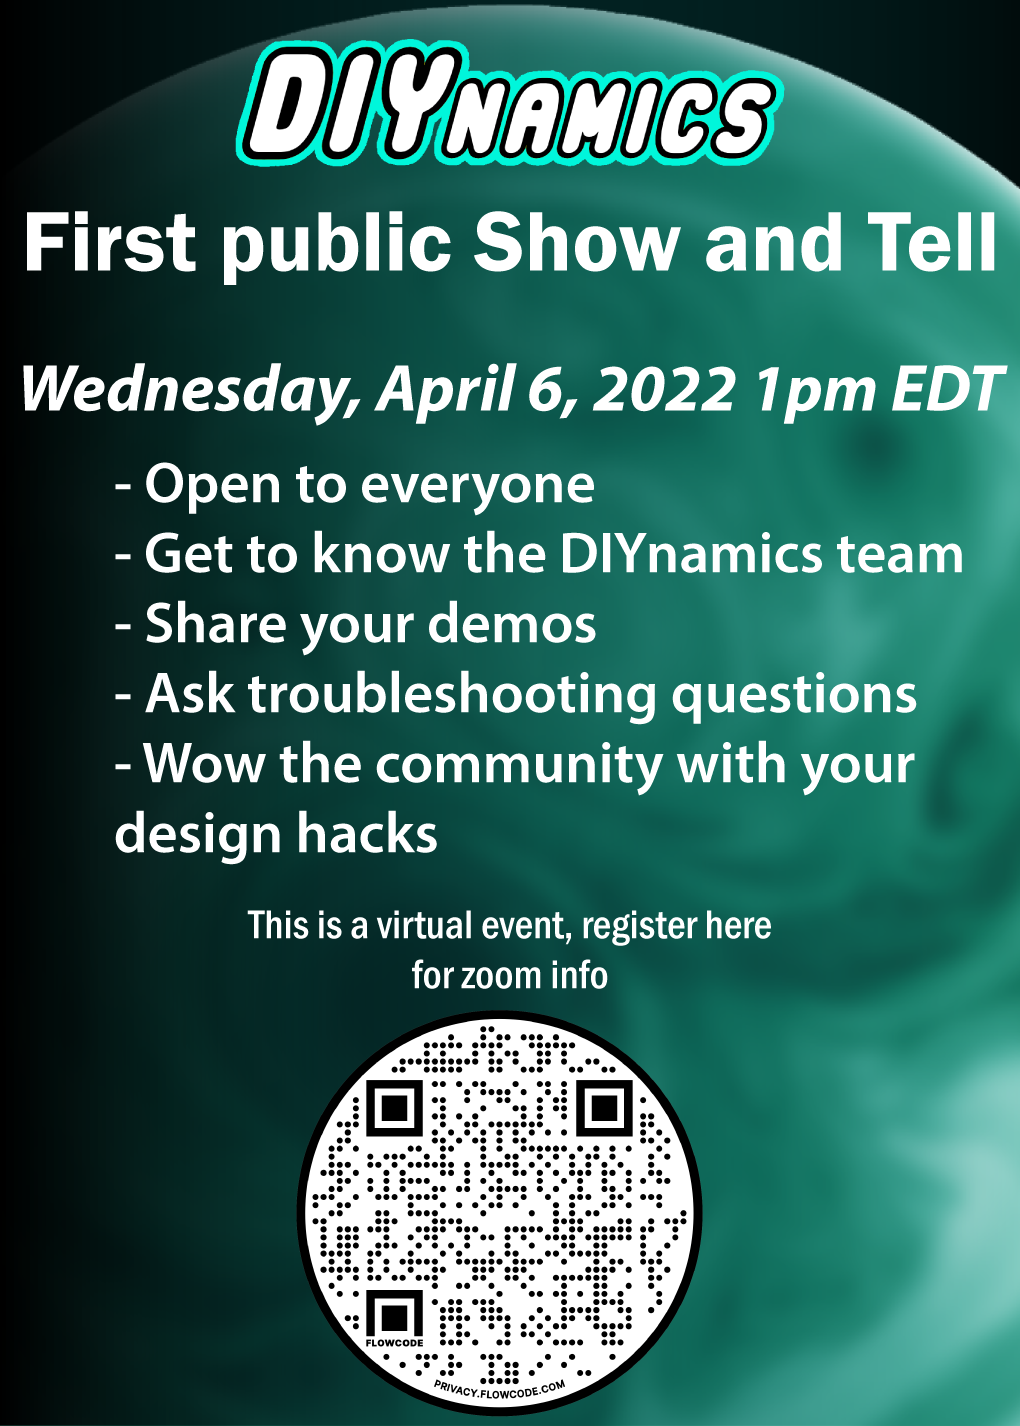 DIYNAMICS
First public Show and Tell
Wednesday, April 6, 2022 1pm EDT
- Open to everyone
- Get to know the DIYnamics team
- Share your demos
- Ask troubleshooting questions
- Wow the community with your
design hacks
This is a virtual event, register here
for zoom info
FLOWCODE
PRIVACY.FLOWCODE.COM